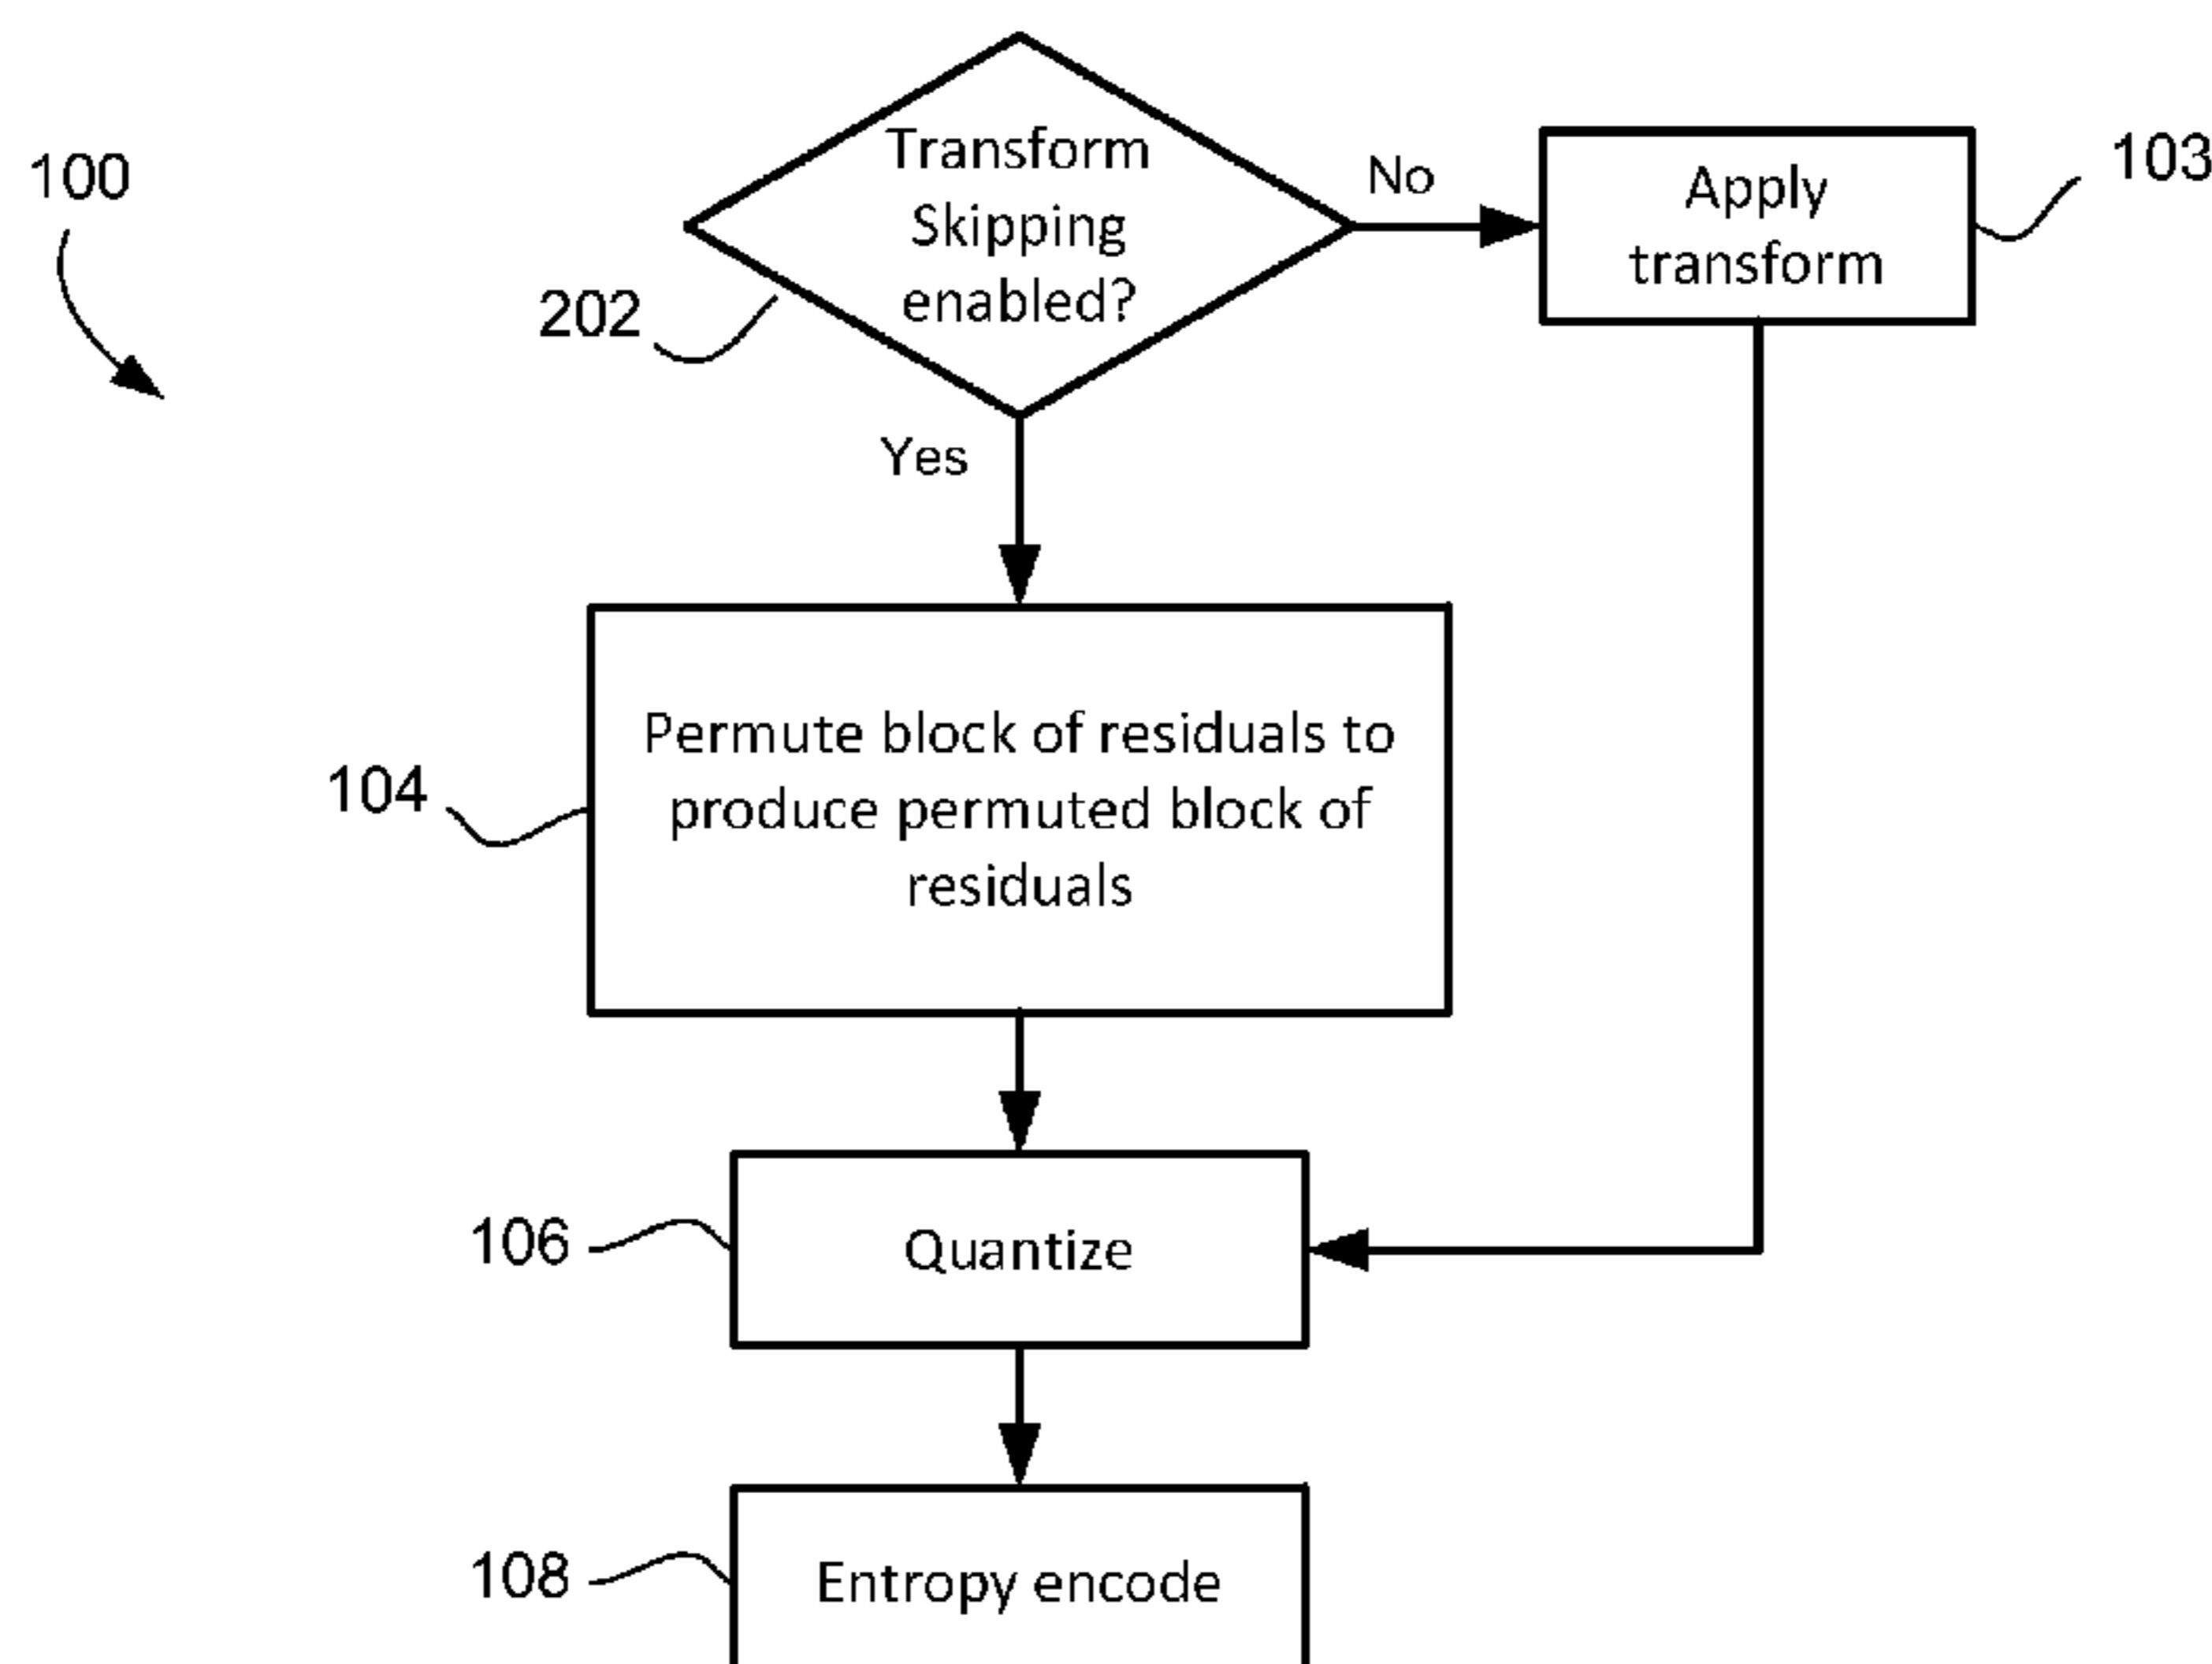 100
Transform
Skipping
enabled?
202
No
Apply
transform
103
Yes
104
Permute block of residuals to
produce permuted block of
residuals
106
Quantize
108
Entropy encode